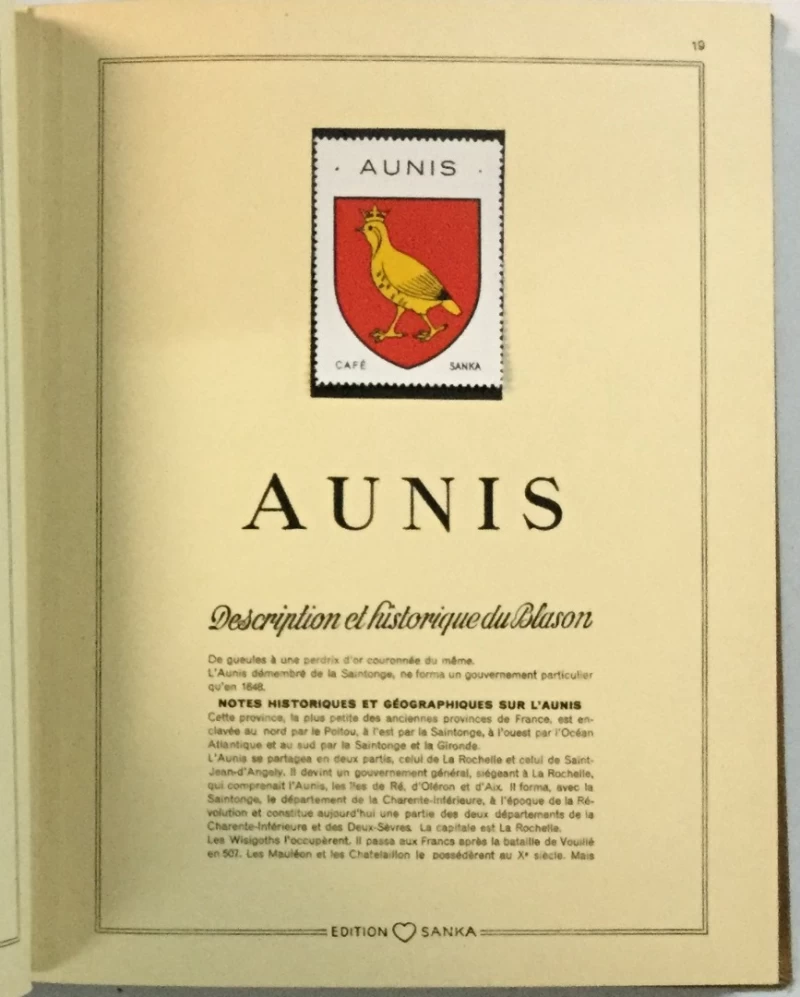 19
· AUNIS ·
CAFÉ SANKA
AUNIS
Description et historique du Blason
De gueules à une perdrix d'or couronnée du même.
L'Aunis démembré de la Saintonge, ne forma un gouvernement particulier
qu'en 1648.
NOTES HISTORIQUES ET GÉOGRAPHIQUES SUR L'AUNIS
Cette province, la plus petite des anciennes provinces de France, est en-
clavée au nord par le Poitou, à l'est par la Saintonge, à l'ouest par l'Océan
Atlantique et au sud par la Saintonge et la Gironde.
L'Aunis se partagea en deux partis, celui de La Rochelle et celui de Saint-
Jean-d'Angely. Il devint un gouvernement général, siégeant à La Rochelle,
qui comprenait l'Aunis, les îles de Ré, d'Oléron et d'Aix. Il forma, avec la
Saintonge, le département de la Charente-Inférieure, à l'époque de la Ré-
volution et constitue aujourd'hui une partie des deux départements de la
Charente-Inférieure et des Deux-Sèvres. La capitale est La Rochelle.
Les Wisigoths l'occupèrent. Il passa aux Francs après la bataille de Vouillé
en 507. Les Mauléon et les Chatelaillon le possédèrent au Xe siècle. Mais
EDITION SANKA